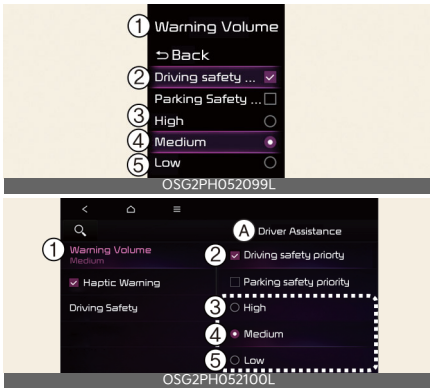 ① Warning Volume
Back
② Driving safety ...
Parking Safety ...
③ High
④ Medium
⑤ Low
OSG2PH052099L
Ⓐ Driver Assistance
① Warning Volume
Medium
② Driving safety priorty
Haptic Warning
Parking safety priority
Driving Safety
③ High
④ Medium
⑤ Low
OSG2PH052100L